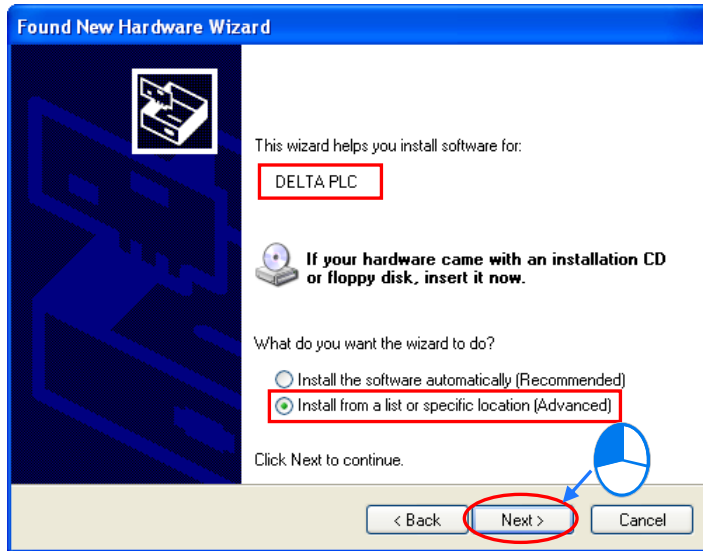 Found New Hardware Wizard
This wizard helps you install software for:
DELTA PLC
If your hardware came with an installation CD
or floppy disk, insert it now.
What do you want the wizard to do?
Install the software automatically (Recommended)
Install from a list or specific location (Advanced)
Click Next to continue.
< Back
Next >
Cancel